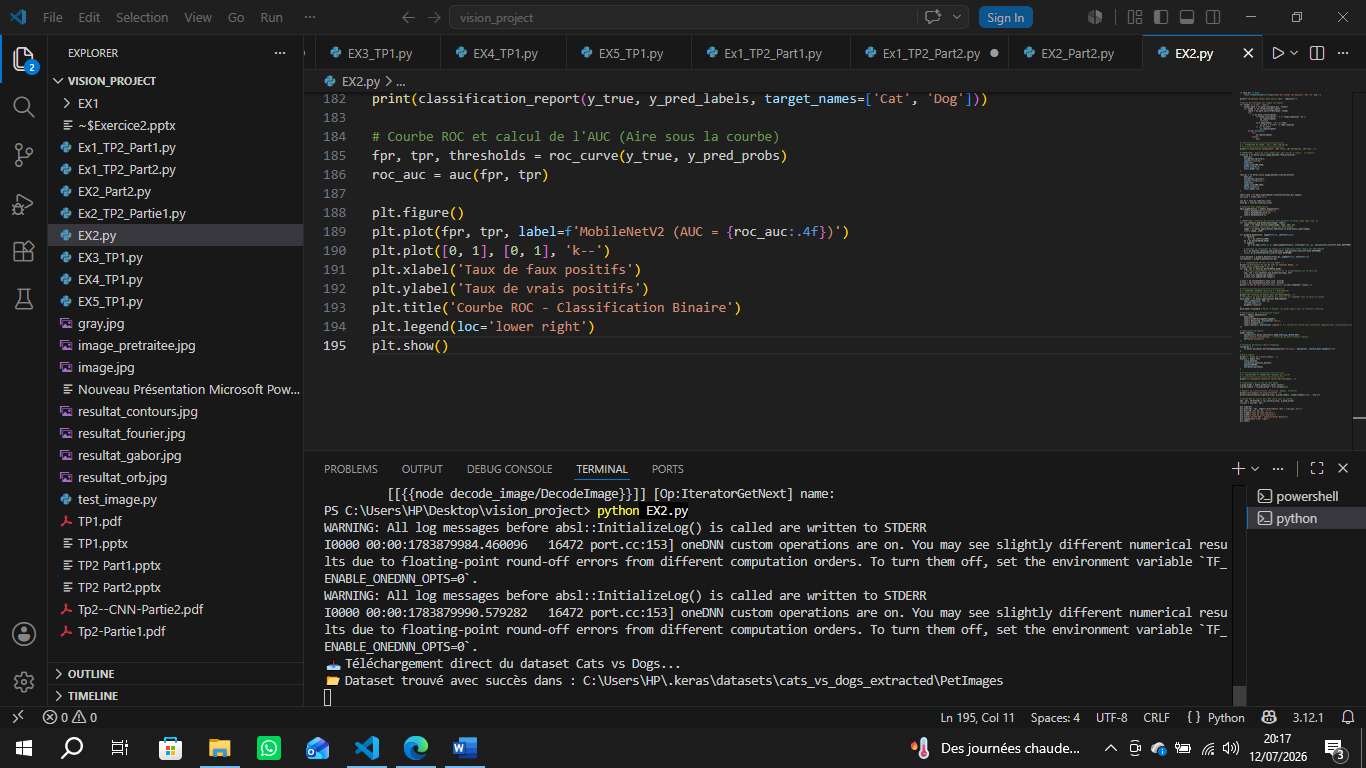 File Edit Selection View Go Run ··· vision_project Sign In
EXPLORER ···
EX3_TP1.py EX4_TP1.py EX5_TP1.py Ex1_TP2_Part1.py Ex1_TP2_Part2.py EX2_Part2.py EX2.py
EX2.py > ...
VISION_PROJECT
EX1
~$Exercice2.pptx
Ex1_TP2_Part1.py
Ex1_TP2_Part2.py
EX2_Part2.py
Ex2_TP2_Partie1.py
EX2.py
EX3_TP1.py
EX4_TP1.py
EX5_TP1.py
gray.jpg
image_pretraitee.jpg
image.jpg
Nouveau Présentation Microsoft Pow...
resultat_contours.jpg
resultat_fourier.jpg
resultat_gabor.jpg
resultat_orb.jpg
test_image.py
TP1.pdf
TP1.pptx
TP2 Part1.pptx
TP2 Part2.pptx
Tp2--CNN-Partie2.pdf
Tp2-Partie1.pdf
OUTLINE
TIMELINE
2
182 print(classification_report(y_true, y_pred_labels, target_names=['Cat', 'Dog']))
183
184 # Courbe ROC et calcul de l'AUC (Aire sous la courbe)
185 fpr, tpr, thresholds = roc_curve(y_true, y_pred_probs)
186 roc_auc = auc(fpr, tpr)
187
188 plt.figure()
189 plt.plot(fpr, tpr, label=f'MobileNetV2 (AUC = {roc_auc:.4f})')
190 plt.plot([0, 1], [0, 1], 'k--')
191 plt.xlabel('Taux de faux positifs')
192 plt.ylabel('Taux de vrais positifs')
193 plt.title('Courbe ROC - Classification Binaire')
194 plt.legend(loc='lower right')
195 plt.show()
PROBLEMS OUTPUT DEBUG CONSOLE TERMINAL PORTS
[[{{node decode_image/DecodeImage}}]] [Op:IteratorGetNext] name:
PS C:\Users\HP\Desktop\vision_project> python EX2.py
WARNING: All log messages before absl::InitializeLog() is called are written to STDERR
I0000 00:00:1783879984.460096   16472 port.cc:153] oneDNN custom operations are on. You may see slightly different numerical resu
lts due to floating-point round-off errors from different computation orders. To turn them off, set the environment variable `TF_
ENABLE_ONEDNN_OPTS=0`.
WARNING: All log messages before absl::InitializeLog() is called are written to STDERR
I0000 00:00:1783879990.579282   16472 port.cc:153] oneDNN custom operations are on. You may see slightly different numerical resu
lts due to floating-point round-off errors from different computation orders. To turn them off, set the environment variable `TF_
ENABLE_ONEDNN_OPTS=0`.
Téléchargement direct du dataset Cats vs Dogs...
Dataset trouvé avec succès dans : C:\Users\HP\.keras\datasets\cats_vs_dogs_extracted\PetImages
powershell
python
0 0 Ln 195, Col 11 Spaces: 4 UTF-8 CRLF { } Python 3.12.1
Des journées chaude... 20:17
12/07/2026
3